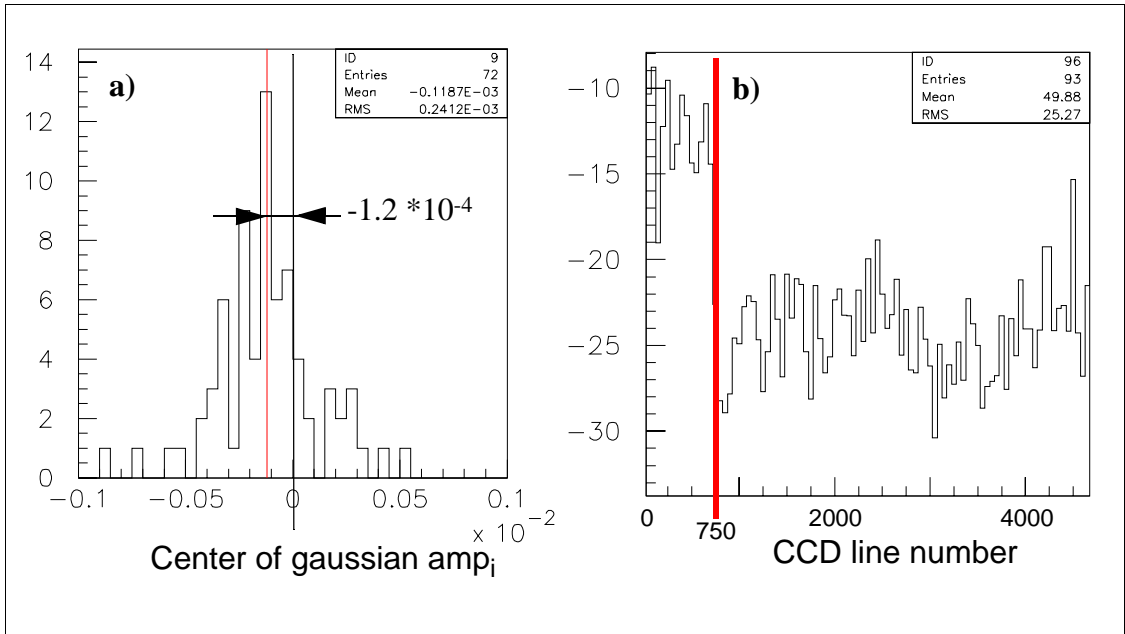 a)
ID 9
Entries 72
Mean -0.1187E-03
RMS 0.2412E-03
14
12
10
8
6
4
2
0
-1.2 *10-4
-0.1 -0.05 0 0.05 0.1
x 10-2
Center of gaussian ampi
b)
ID 96
Entries 93
Mean 49.88
RMS 25.27
-10
-15
-20
-25
-30
0 750 2000 4000
CCD line number